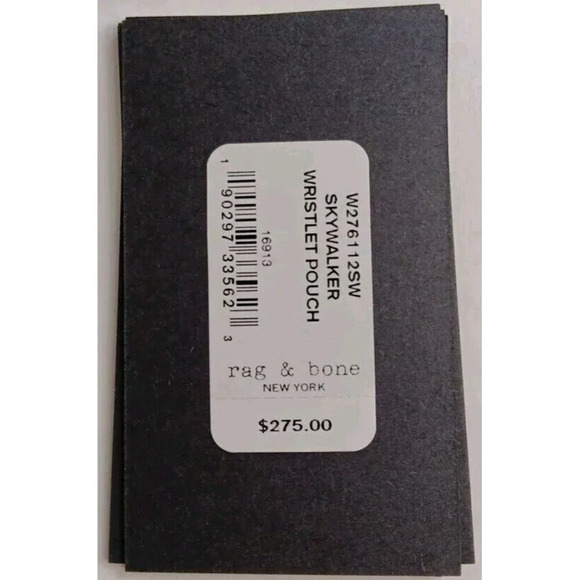 W276112SW
SKYWALKER
WRISTLET POUCH
16913
1 90297 33562 3
rag & bone
NEW YORK
$275.00